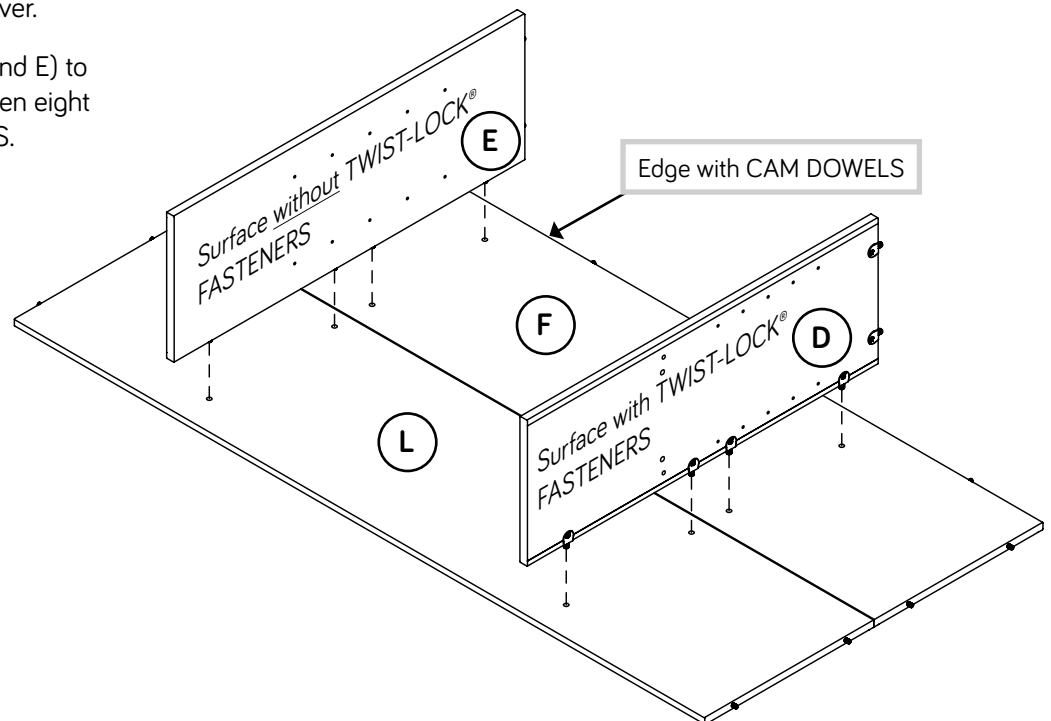 ver.
nd E) to
en eight
S.
Surface without TWIST-LOCK®
FASTENERS
E
Edge with CAM DOWELS
F
Surface with TWIST-LOCK®
FASTENERS
D
L